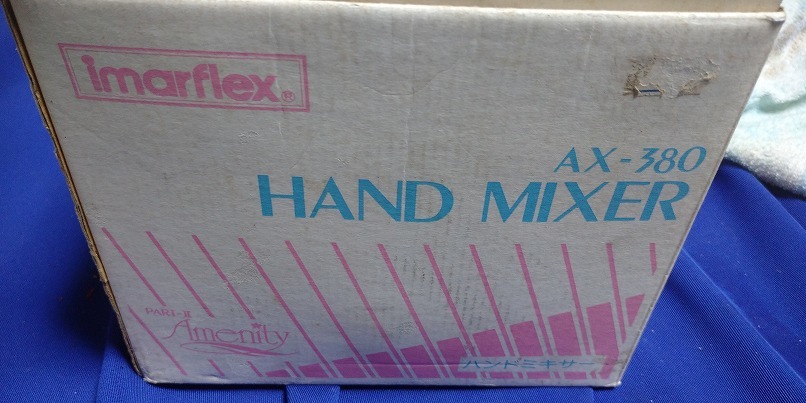 imarflex®
AX-380
HAND MIXER
PART-II
Amenity
ハンドミキサー